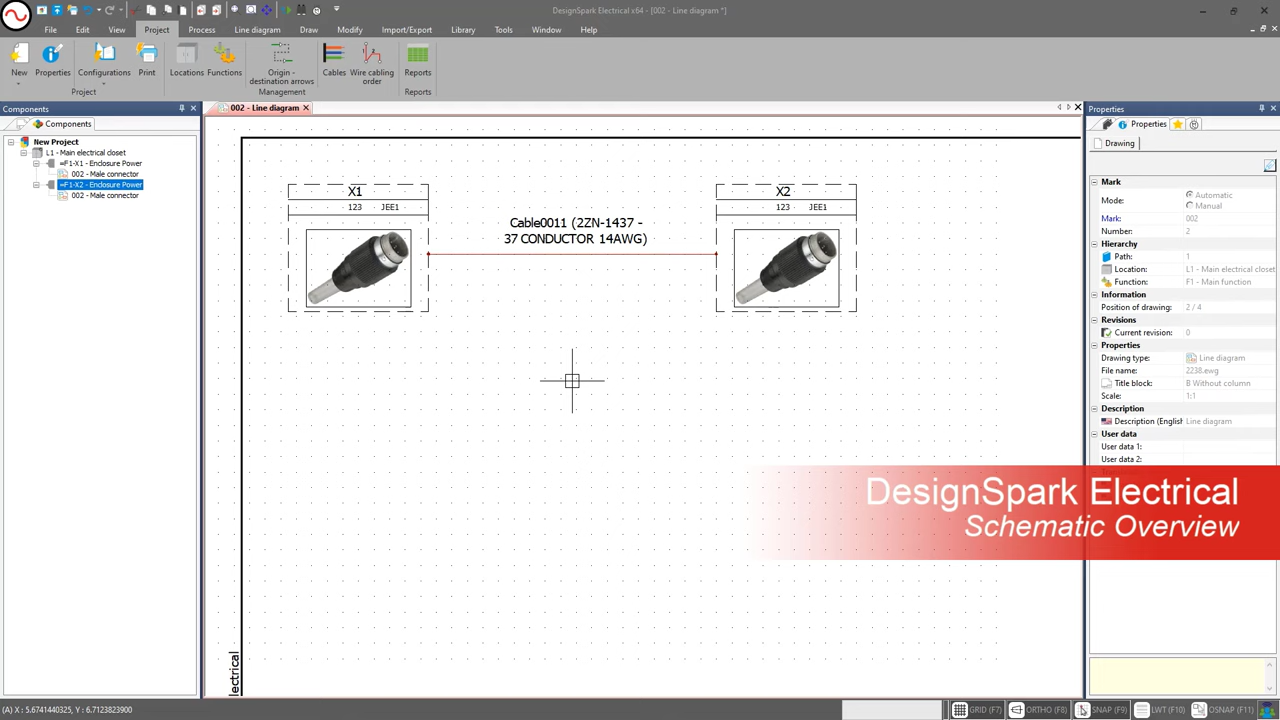 DesignSpark Electrical x64 - [002 - Line diagram *]
File Edit View Project Process Line diagram Draw Modify Import/Export Library Tools Window Help
New Properties Configurations Print Locations Functions Origin - destination arrows Cables Wire cabling order Reports
Project Management Reports
Components
Components
New Project
L1 - Main electrical closet
=F1-X1 - Enclosure Power
002 - Male connector
=F1-X2 - Enclosure Power
002 - Male connector
002 - Line diagram
X1
123 JEE1
Cable0011 (2ZN-1437 -
37 CONDUCTOR 14AWG)
X2
123 JEE1
lectrical
Properties
Properties
Drawing
Mark
Mode: Automatic
Manual
Mark: 002
Number: 2
Hierarchy
Path: 1
Location: L1 - Main electrical closet
Function: F1 - Main function
Information
Position of drawing: 2 / 4
Revisions
Current revision: 0
Properties
Drawing type: Line diagram
File name: 2238.ewg
Title block: B Without column
Scale: 1:1
Description
Description (English Line diagram
User data
User data 1:
User data 2:
DesignSpark Electrical
Schematic Overview
(A) X : 5.6741440325, Y : 6.7123823900
GRID (F7) ORTHO (F8) SNAP (F9) LWT (F10) OSNAP (F11)